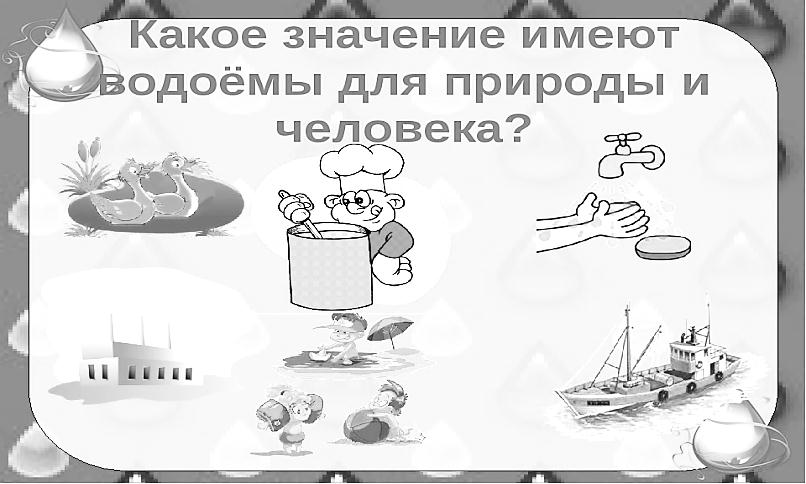 Какое значение имеют
водоёмы для природы и
человека?